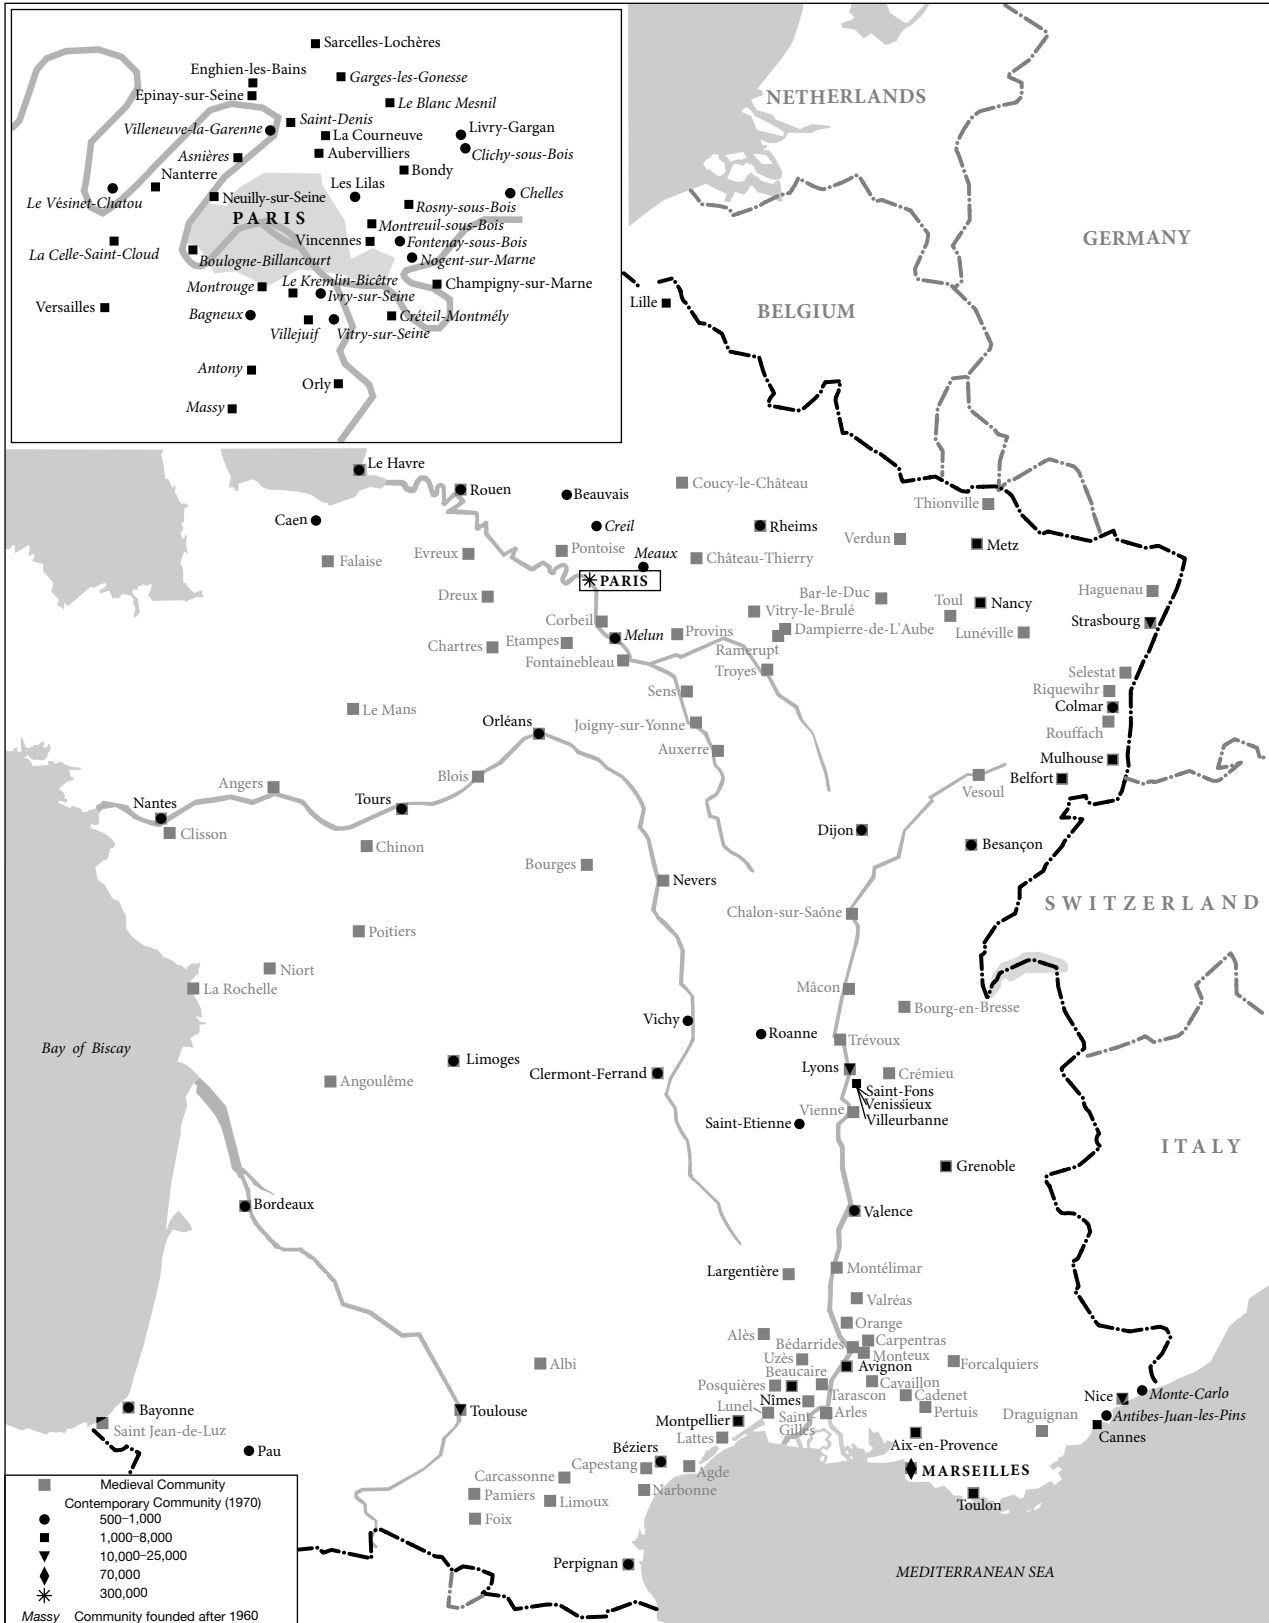 Sarcelles-Lochères
Enghien-les-Bains
Garges-les-Gonesse
Epinay-sur-Seine
Le Blanc Mesnil
Saint-Denis
Villeneuve-la-Garenne
Livry-Gargan
La Courneuve
Asnières
Aubervilliers
Clichy-sous-Bois
Bondy
Nanterre
Les Lilas
Chelles
Le Vésinet-Chatou
Neuilly-sur-Seine
Rosny-sous-Bois
PARIS
Montreuil-sous-Bois
Vincennes
Fontenay-sous-Bois
La Celle-Saint-Cloud
Boulogne-Billancourt
Nogent-sur-Marne
Le Kremlin-Bicêtre
Montrouge
Champigny-sur-Marne
Ivry-sur-Seine
Versailles
Bagneux
Créteil-Montmély
Villejuif
Vitry-sur-Seine
Antony
Orly
Massy
NETHERLANDS
GERMANY
BELGIUM
Lille
Le Havre
Rouen
Beauvais
Coucy-le-Château
Thionville
Caen
Creil
Rheims
Verdun
Metz
Falaise
Evreux
Pontoise
Meaux
Château-Thierry
PARIS
Haguenau
Dreux
Bar-le-Duc
Toul
Nancy
Vitry-le-Brulé
Corbeil
Strasbourg
Melun
Provins
Dampierre-de-L'Aube
Lunéville
Chartres
Etampes
Ramerupt
Fontainebleau
Troyes
Selestat
Sens
Riquewihr
Le Mans
Colmar
Orléans
Joigny-sur-Yonne
Rouffach
Auxerre
Mulhouse
Blois
Belfort
Angers
Vesoul
Nantes
Tours
Clisson
Dijon
Chinon
Besançon
Bourges
Nevers
SWITZERLAND
Chalon-sur-Saône
Poitiers
Niort
La Rochelle
Mâcon
Bourg-en-Bresse
Vichy
Roanne
Trévoux
Bay of Biscay
Limoges
Lyons
Clermont-Ferrand
Crémieu
Angoulême
Saint-Fons
Venissieux
Vienne
Villeurbanne
Saint-Etienne
ITALY
Grenoble
Bordeaux
Valence
Largentière
Montélimar
Valréas
Orange
Alès
Bédarrides
Carpentras
Monteux
Uzès
Albi
Avignon
Forcalquiers
Beaucaire
Posquières
Cavaillon
Nîmes
Tarascon
Cadenet
Nice
Monte-Carlo
Lunel
Saint-
Gilles
Arles
Pertuis
Draguignan
Antibes-Juan-les-Pins
Bayonne
Toulouse
Montpellier
Cannes
Saint Jean-de-Luz
Lattes
Aix-en-Provence
Pau
Béziers
Capestang
Agde
MARSEILLES
Carcassonne
Narbonne
Pamiers
Limoux
Toulon
Foix
Perpignan
MEDITERRANEAN SEA
Medieval Community
Contemporary Community (1970)
500–1,000
1,000–8,000
10,000–25,000
70,000
300,000
Massy Community founded after 1960